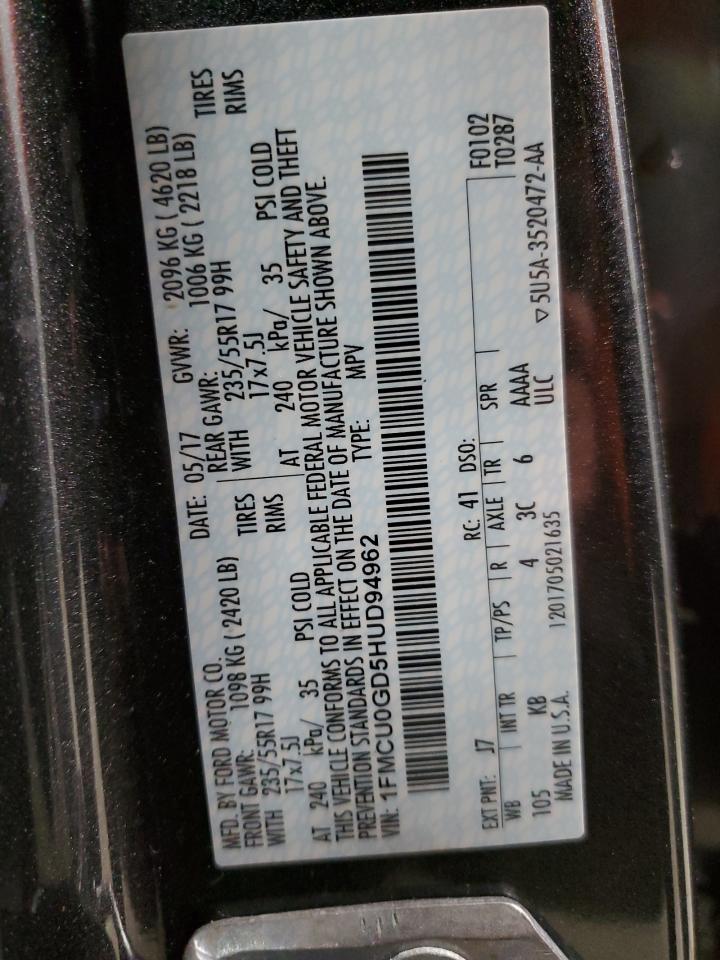 MFD. BY FORD MOTOR CO. DATE: 05/17 GVWR: 2096 KG ( 4620 LB)
FRONT GAWR: 1098 KG ( 2420 LB) REAR GAWR: 1006 KG ( 2218 LB)
WITH 235/55R17 99H TIRES WITH 235/55R17 99H TIRES
17x7.5J RIMS 17x7.5J RIMS
AT 240 kPa/ 35 PSI COLD AT 240 kPa/ 35 PSI COLD
THIS VEHICLE CONFORMS TO ALL APPLICABLE FEDERAL MOTOR VEHICLE SAFETY AND THEFT
PREVENTION STANDARDS IN EFFECT ON THE DATE OF MANUFACTURE SHOWN ABOVE.
VIN: 1FMCU0GD5HUD94962 TYPE: MPV
EXT PNT: J7 RC: 41 DSO: F0102
WB INT TR TP/PS R AXLE TR SPR T0287
105 KB 4 3C 6 AAAA
ULC
MADE IN U.S.A. 1201705021635 ▽5U5A-3520472-AA